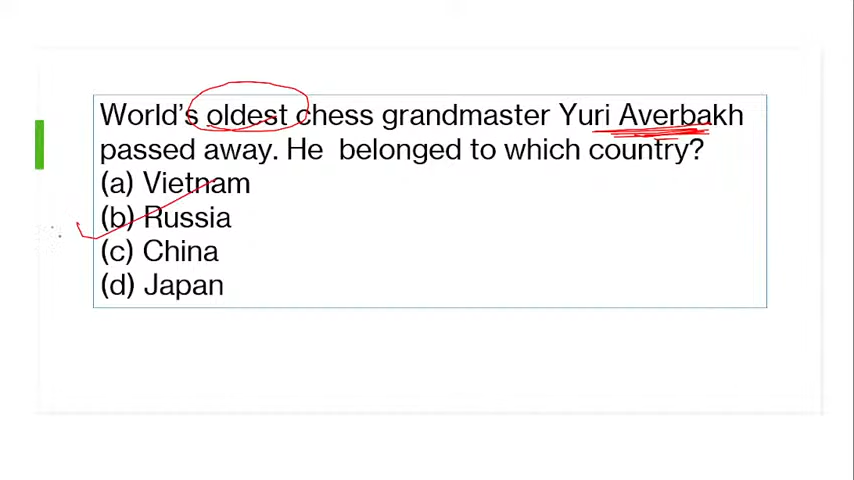 World's oldest chess grandmaster Yuri Averbakh
passed away. He belonged to which country?
(a) Vietnam
(b) Russia
(c) China
(d) Japan